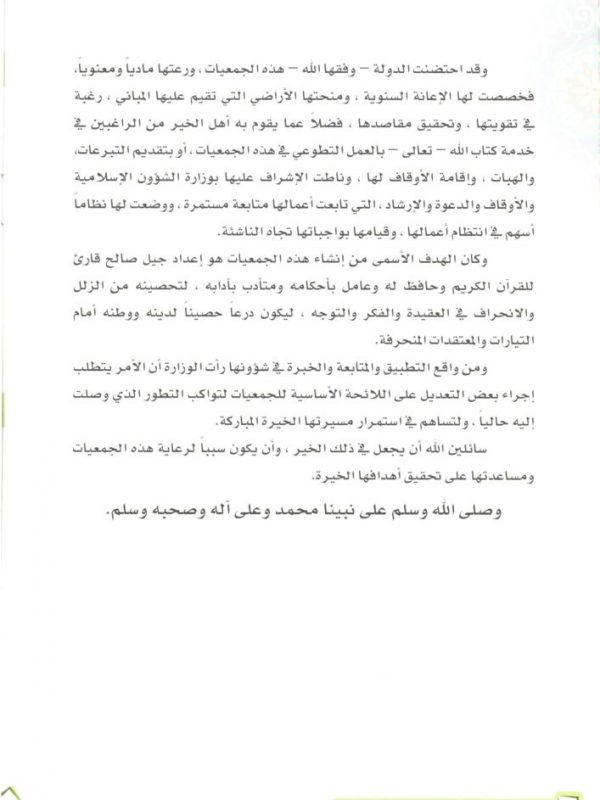 وقد احتضنت الدولة – وفقها الله – هذه الجمعيات ، ورعتها مادياً ومعنوياً،
فخصصت لها الإعانة السنوية ، ومنحتها الأراضي التي تقيم عليها المباني ، رغبة
في تقويتها ، وتحقيق مقاصدها ، فضلاً عما يقوم به أهل الخير من الراغبين في
خدمة كتاب الله – تعالى – بالعمل التطوعي في هذه الجمعيات، أو بتقديم التبرعات،
والهبات ، وإقامة الأوقاف لها ، وناطت الإشراف عليها بوزارة الشؤون الإسلامية
والأوقاف والدعوة والإرشاد ، التي تابعت أعمالها متابعة مستمرة ، ووضعت لها نظاماً
أسهم في انتظام أعمالها ، وقيامها بواجباتها تجاه الناشئة.
وكان الهدف الأسمى من إنشاء هذه الجمعيات هو إعداد جيل صالح قارئ
للقرآن الكريم وحافظ له وعامل بأحكامه ومتأدب بآدابه ، لتحصينه من الزلل
والانحراف في العقيدة والفكر والتوجه ، ليكون درعاً حصيناً لدينه ووطنه أمام
التيارات والمعتقدات المنحرفة.
ومن واقع التطبيق والمتابعة والخبرة في شؤونها رأت الوزارة أن الأمر يتطلب
إجراء بعض التعديل على اللائحة الأساسية للجمعيات لتواكب التطور الذي وصلت
إليه حالياً ، ولتساهم في استمرار مسيرتها الخيرة المباركة.
سائلين الله أن يجعل في ذلك الخير ، وأن يكون سبباً لرعاية هذه الجمعيات
ومساعدتها على تحقيق أهدافها الخيرة.
وصلى الله وسلم على نبينا محمد وعلى آله وصحبه وسلم.